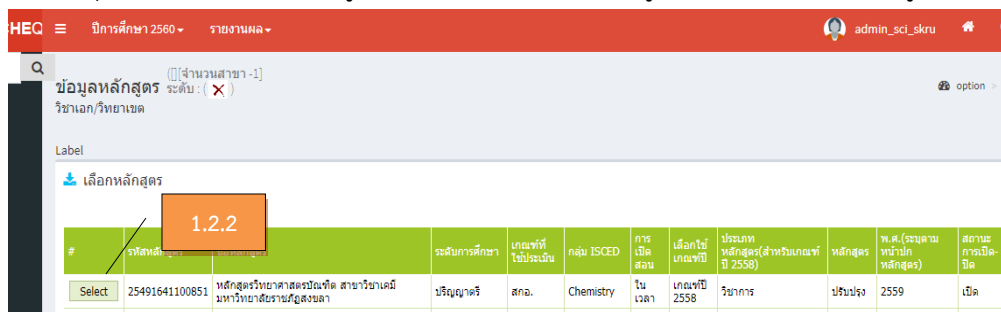 CHEQ ปีการศึกษา 2560 รายงานผล admin_sci_skru
ข้อมูลหลักสูตร ([][จำนวนสาขา -1]
ระดับ : ( )
วิชาเอก/วิทยาเขต
option >
Label
เลือกหลักสูตร
1.2.2
# ระดับการศึกษา เกณฑ์ที่ใช้ประเมิน กลุ่ม ISCED การเปิดสอน เลือกใช้เกณฑ์ปี ประเภทหลักสูตร(สำหรับเกณฑ์ปี 2558) หลักสูตร พ.ศ.(ระบุตามหน้าปกหลักสูตร) สถานะการเปิด-ปิด
Select 25491641100851 หลักสูตรวิทยาศาสตรบัณฑิต สาขาวิชาเคมี มหาวิทยาลัยราชภัฏสงขลา ปริญญาตรี สกอ. Chemistry ในเวลา เกณฑ์ปี 2558 วิชาการ ปรับปรุง 2559 เปิด